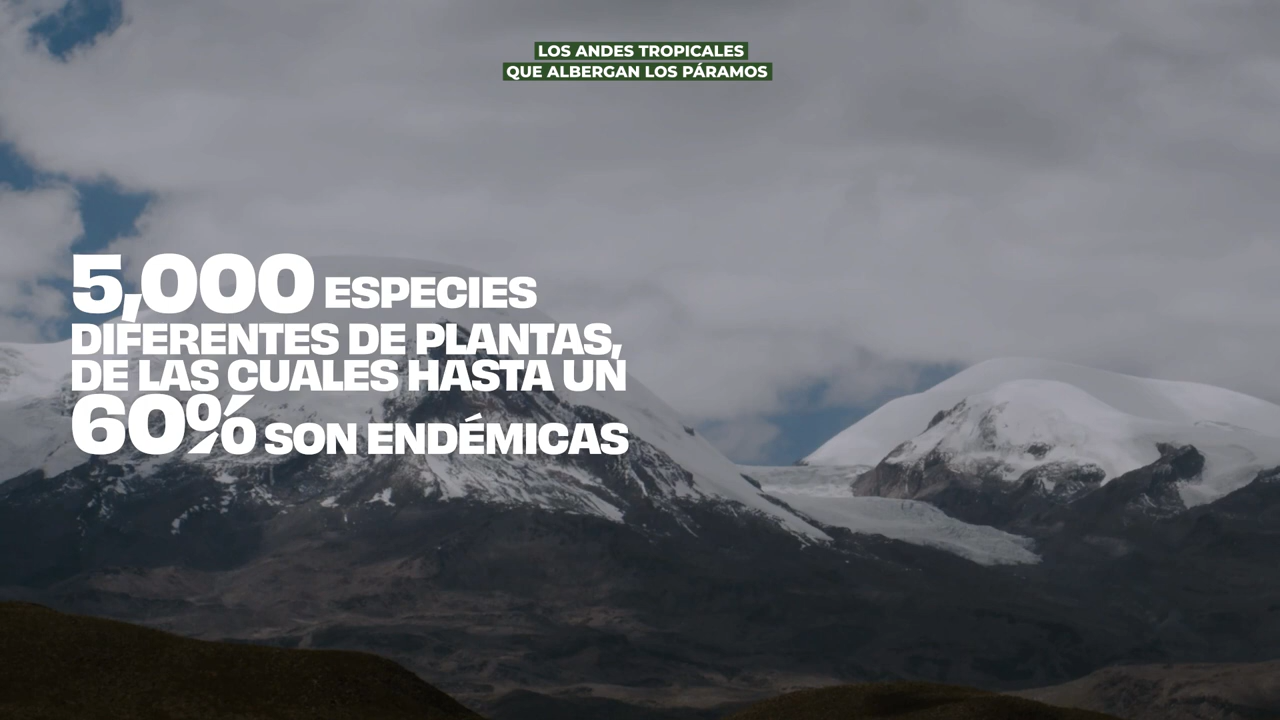 LOS ANDES TROPICALES
QUE ALBERGAN LOS PÁRAMOS
5,000 ESPECIES
DIFERENTES DE PLANTAS,
DE LAS CUALES HASTA UN
60% SON ENDÉMICAS